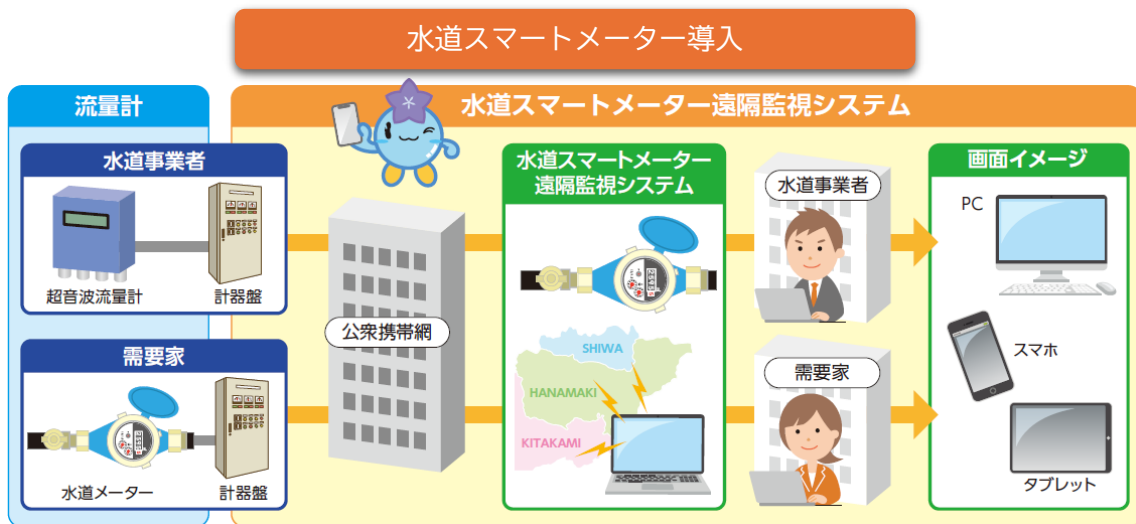 水道スマートメーター導入
流量計
水道スマートメーター遠隔監視システム
水道事業者
超音波流量計
計器盤
需要家
水道メーター
計器盤
公衆携帯網
水道スマートメーター
遠隔監視システム
SHIWA
HANAMAKI
KITAKAMI
水道事業者
需要家
画面イメージ
PC
スマホ
タブレット